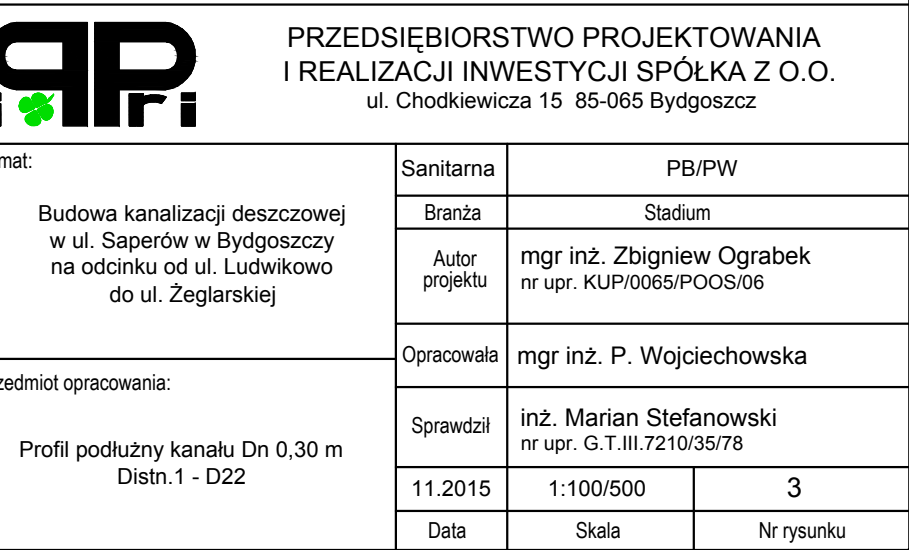 PRZEDSIĘBIORSTWO PROJEKTOWANIA
I REALIZACJI INWESTYCJI SPÓŁKA Z O.O.
ul. Chodkiewicza 15 85-065 Bydgoszcz
i PPri
mat:
Budowa kanalizacji deszczowej
w ul. Saperów w Bydgoszczy
na odcinku od ul. Ludwikowo
do ul. Żeglarskiej
Sanitarna PB/PW
Branża Stadium
Autor projektu
mgr inż. Zbigniew Ograbek
nr upr. KUP/0065/POOS/06
Opracowała mgr inż. P. Wojciechowska
zedmiot opracowania:
Profil podłużny kanału Dn 0,30 m
Distn.1 - D22
Sprawdził
inż. Marian Stefanowski
nr upr. G.T.III.7210/35/78
11.2015 1:100/500 3
Data Skala Nr rysunku